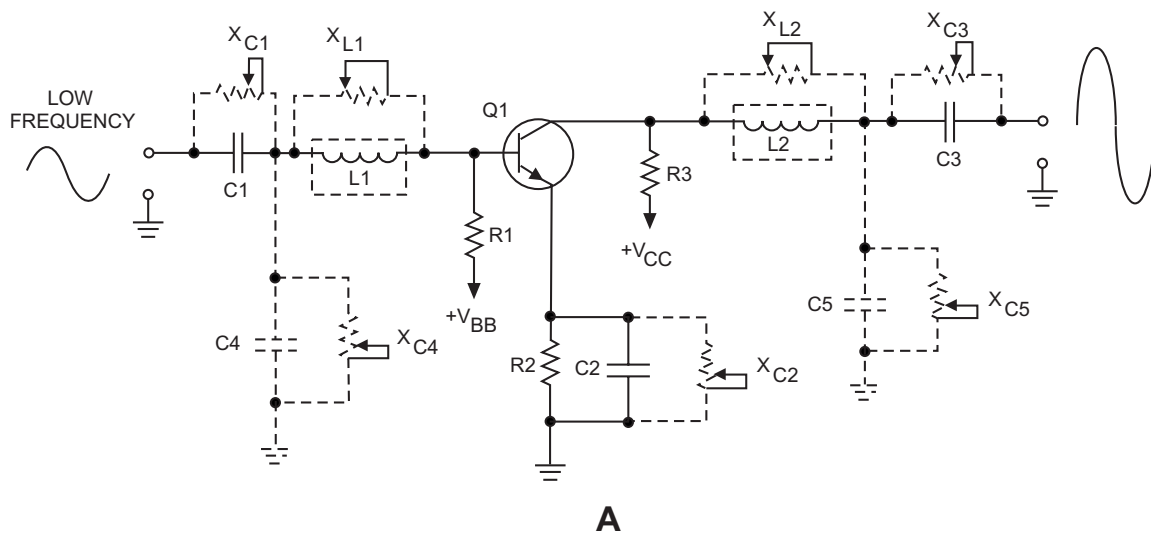 X C1
X L1
X L2
X C3
LOW
FREQUENCY
Q1
C1
L1
L2
C3
R3
R1
+V CC
+V BB
C4
X C4
R2
C2
X C2
C5
X C5
A